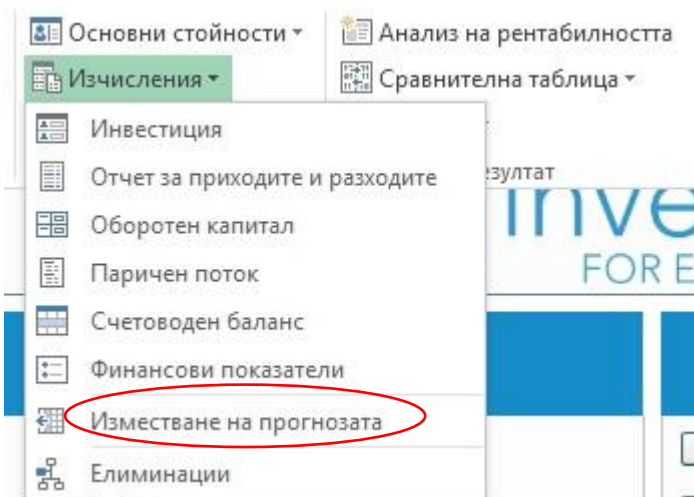 Основни стойности
Анализ на рентабилността
Изчисления
Сравнителна таблица
Инвестиция
Отчет за приходите и разходите
Оборотен капитал
Паричен поток
Счетоводен баланс
Финансови показатели
Изместване на прогнозата
Елиминации
FOR